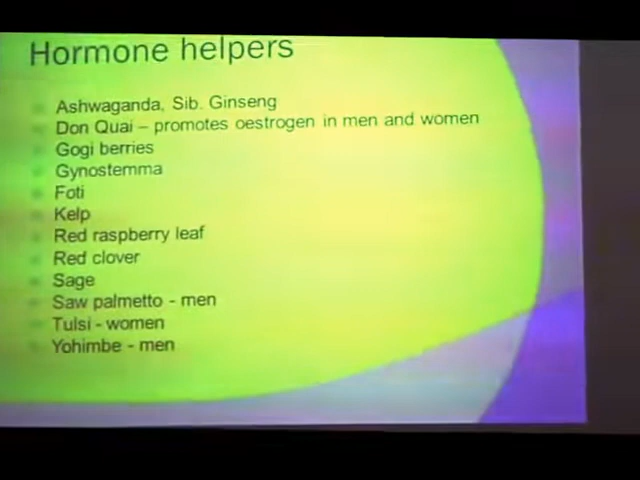 Hormone helpers
Ashwaganda, Sib. Ginseng
Don Quai – promotes oestrogen in men and women
Gogi berries
Gynostemma
Foti
Kelp
Red raspberry leaf
Red clover
Sage
Saw palmetto - men
Tulsi - women
Yohimbe - men